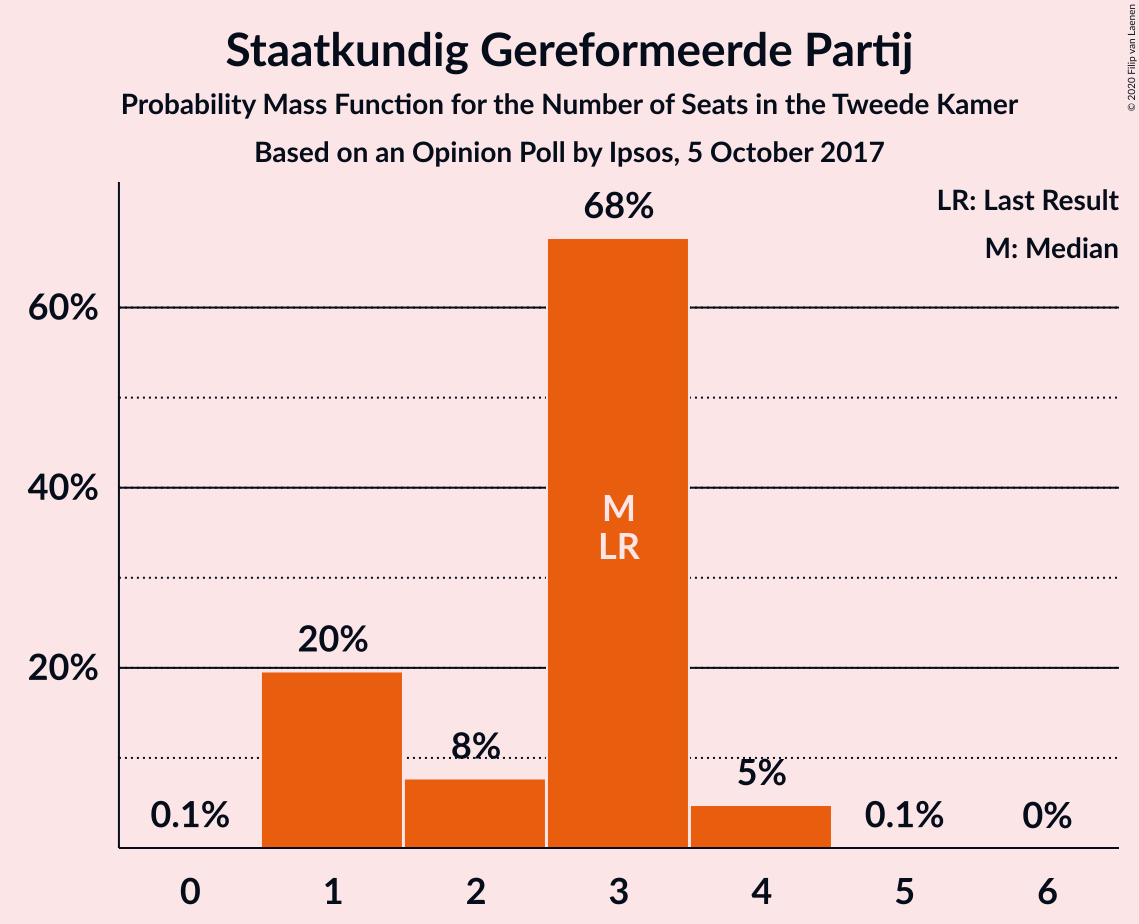 Staatkundig Gereformeerde Partij
Probability Mass Function for the Number of Seats in the Tweede Kamer
Based on an Opinion Poll by Ipsos, 5 October 2017
© 2020 Filip van Laenen
LR: Last Result
M: Median
68%
60%
40%
M
LR
20%
20%
8%
5%
0.1%
0.1%
0%
0 1 2 3 4 5 6